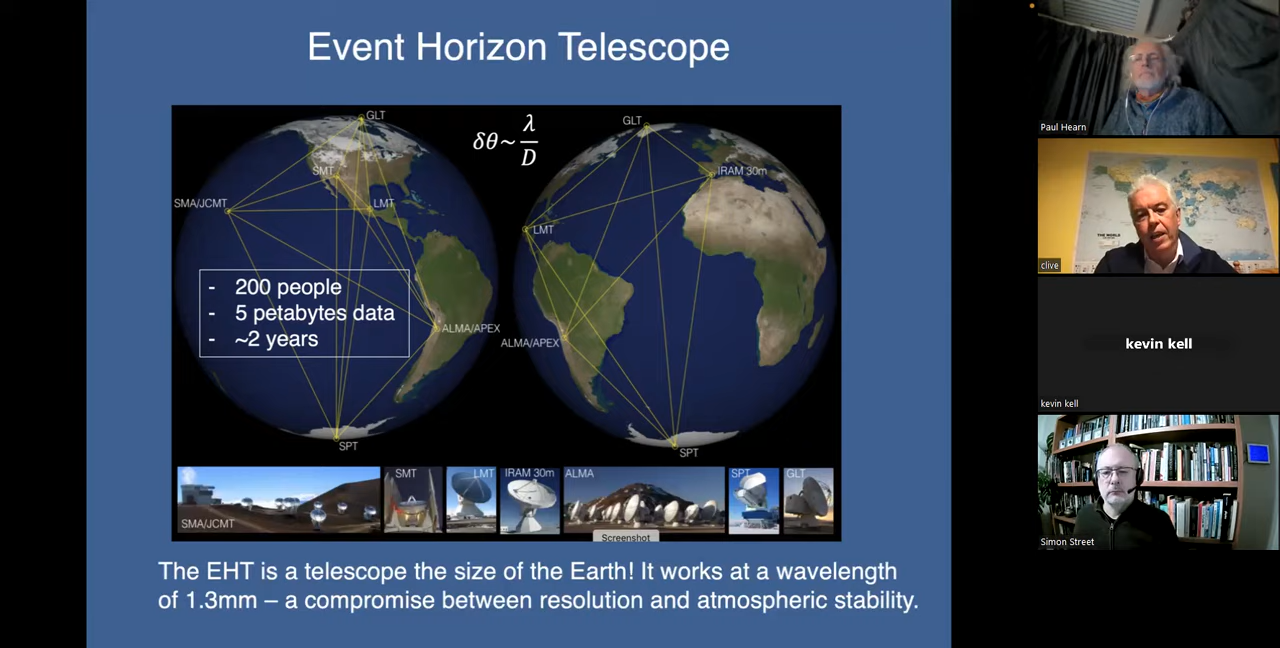 Event Horizon Telescope
GLT
δθ~ λ/D
GLT
SMT
IRAM 30m
SMA/JCMT
LMT
LMT
- 200 people
- 5 petabytes data
- ~2 years
ALMA/APEX
ALMA/APEX
SPT
SPT
SMA/JCMT
SMT
LMT
IRAM 30m
ALMA
SPT
GLT
Screenshot
The EHT is a telescope the size of the Earth! It works at a wavelength
of 1.3mm – a compromise between resolution and atmospheric stability.
Paul Hearn
THE WORLD
clive
kevin kell
kevin kell
Simon Street